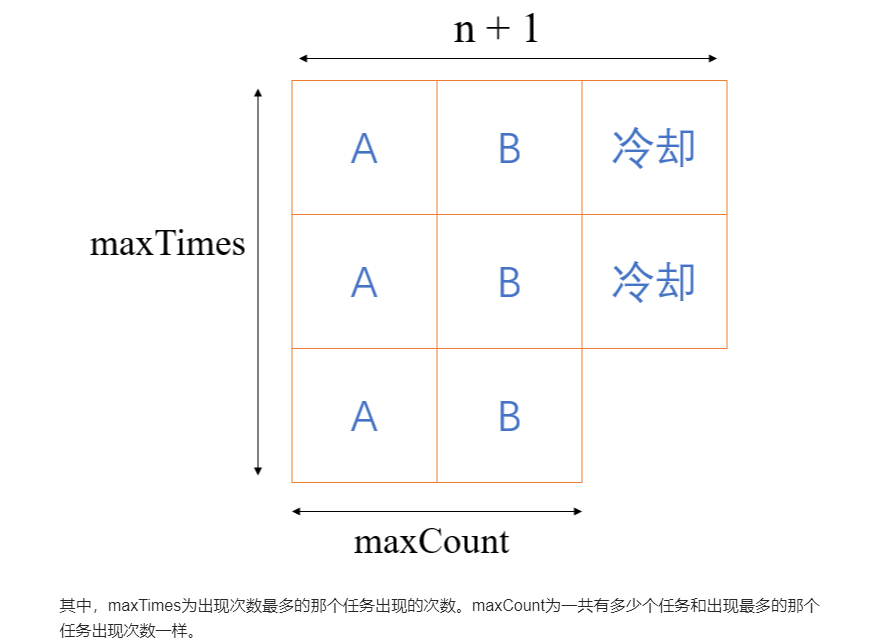 n + 1
A B 冷却
maxTimes
A B 冷却
A B
maxCount
其中，maxTimes为出现次数最多的那个任务出现的次数。maxCount为一共有多少个任务和出现最多的那个
任务出现次数一样。